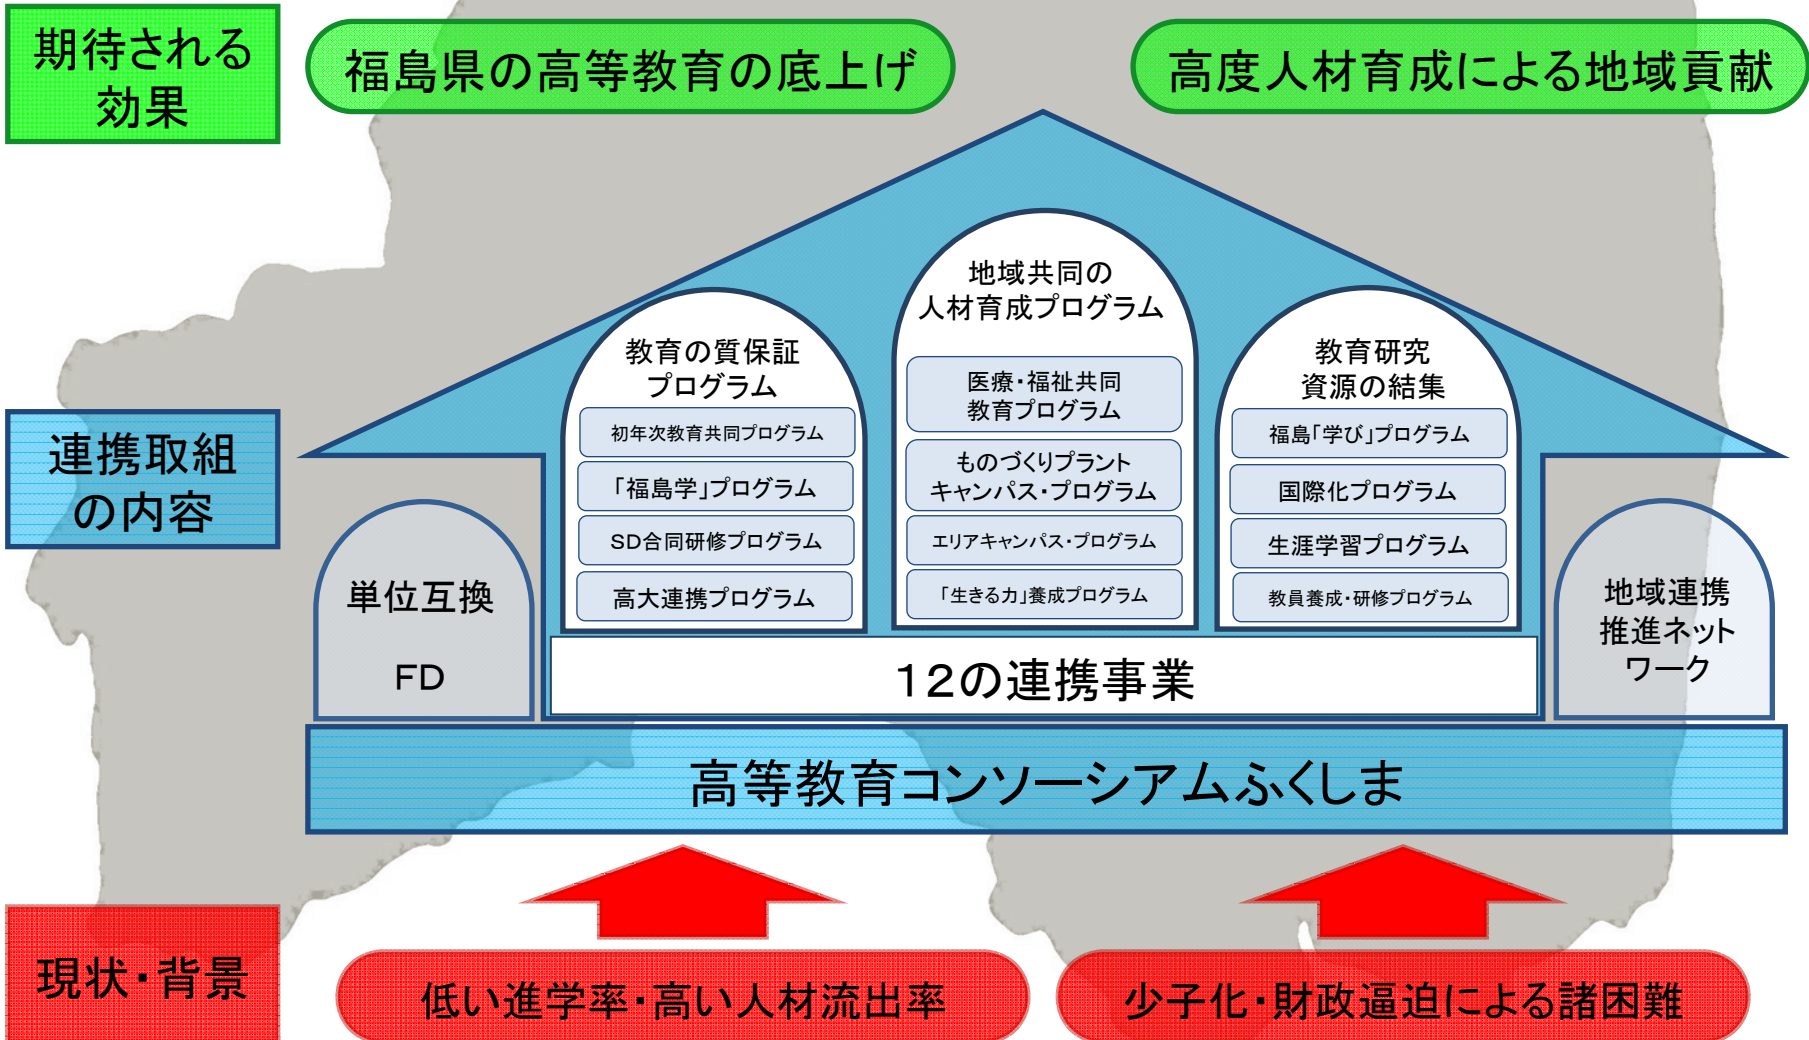 期待される
効果
福島県の高等教育の底上げ
高度人材育成による地域貢献
連携取組
の内容
地域共同の
人材育成プログラム
医療・福祉共同
教育プログラム
ものづくりプラント
キャンパス・プログラム
エリアキャンパス・プログラム
「生きる力」養成プログラム
教育の質保証
プログラム
初年次教育共同プログラム
「福島学」プログラム
SD合同研修プログラム
高大連携プログラム
教育研究
資源の結集
福島「学び」プログラム
国際化プログラム
生涯学習プログラム
教員養成・研修プログラム
単位互換
FD
地域連携
推進ネット
ワーク
12の連携事業
高等教育コンソーシアムふくしま
現状・背景
低い進学率・高い人材流出率
少子化・財政逼迫による諸困難